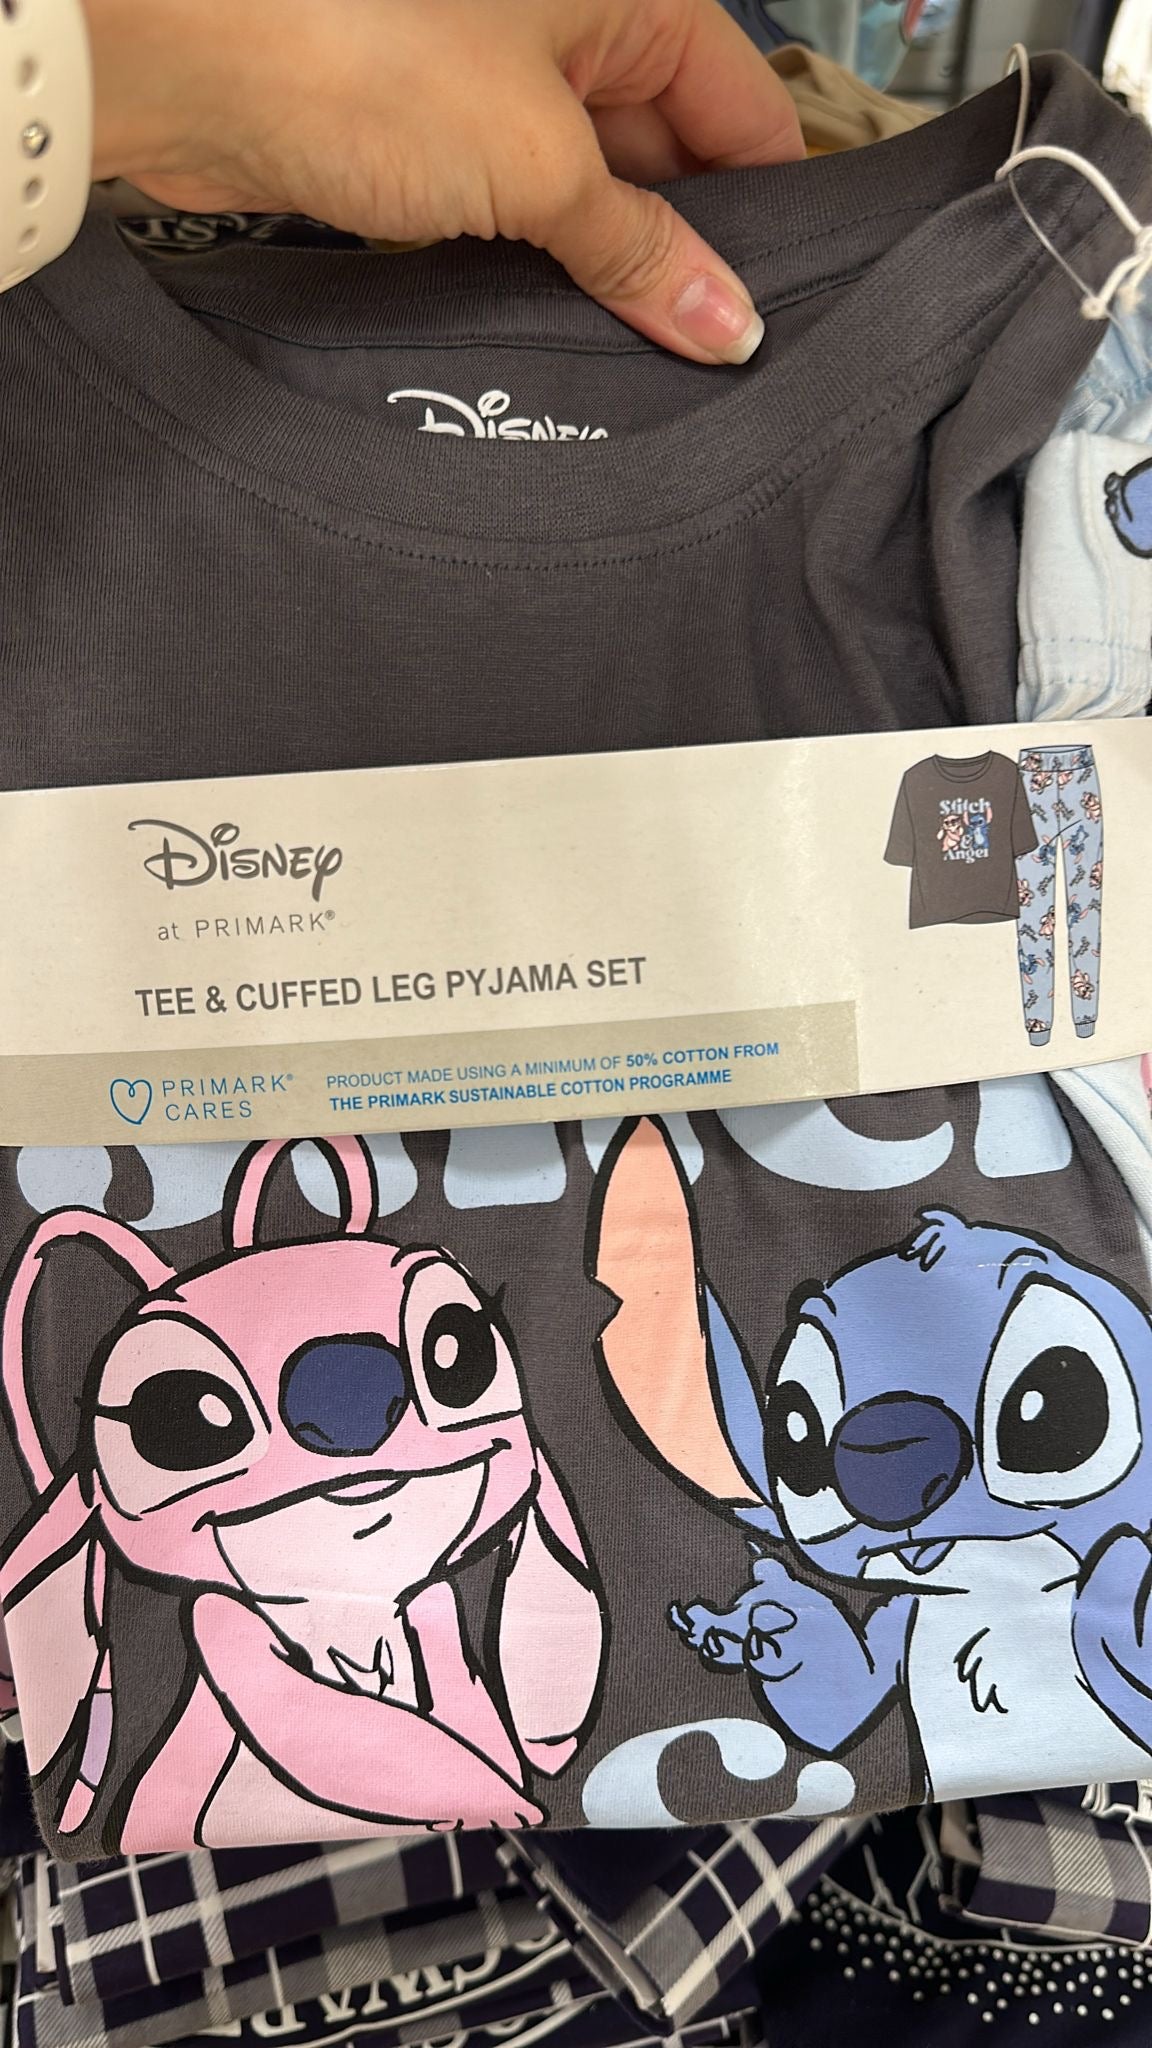 Disney
Disney
at PRIMARK®
TEE & CUFFED LEG PYJAMA SET
Stitch
&
Angel
PRIMARK®
CARES
PRODUCT MADE USING A MINIMUM OF 50% COTTON FROM
THE PRIMARK SUSTAINABLE COTTON PROGRAMME